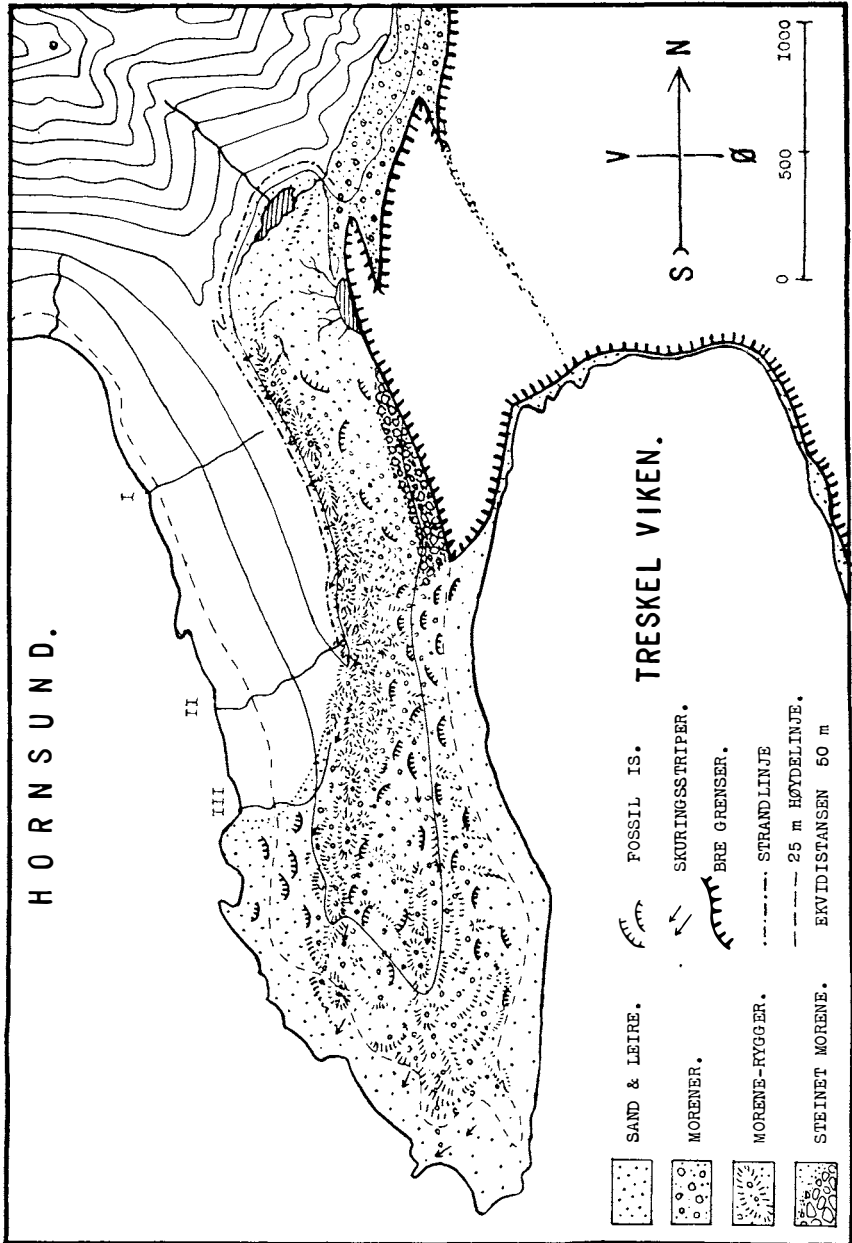 HORNSUND.
I
II
III
TRESKEL VIKEN.
V
N
Ø
S
0 500 1000
SAND & LEIRE.
MORENER.
MORENE-RYGGER.
STEINET MORENE.
FOSSIL IS.
SKURINGSSTRIPER.
BRE GRENSER.
STRANDLINJE
25 m HØYDELINJE.
EKVIDISTANSEN 50 m